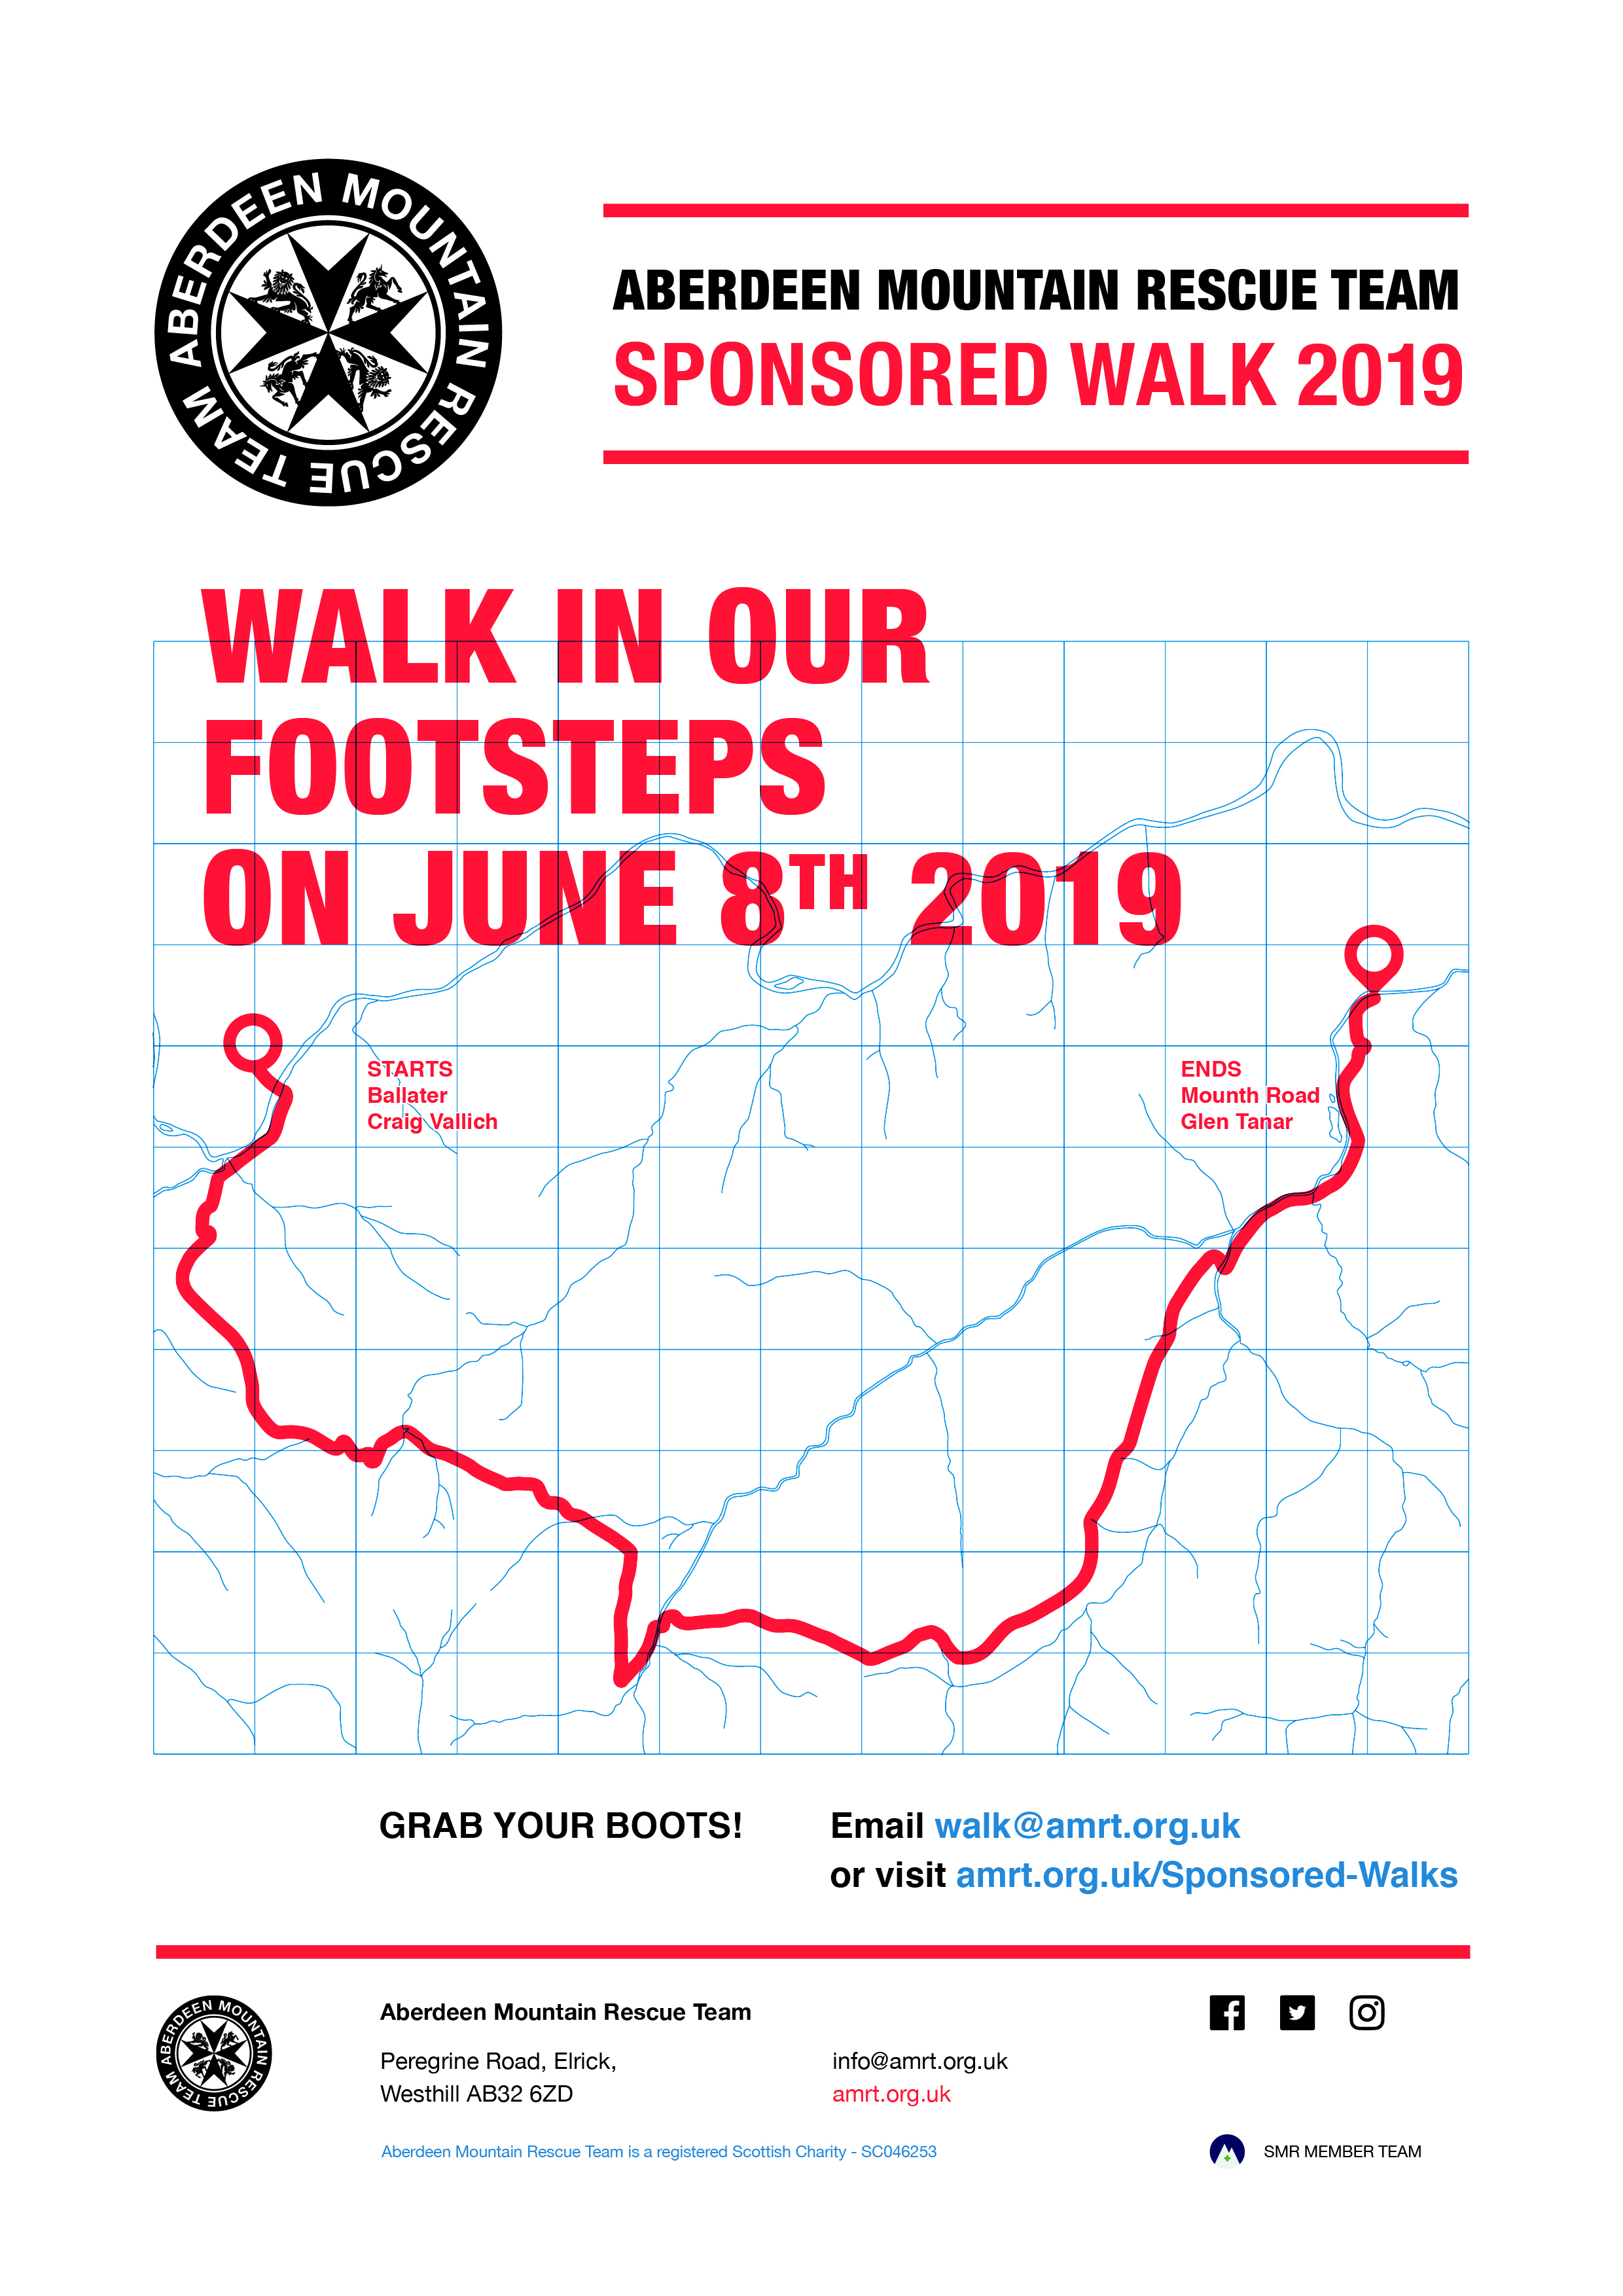 ABERDEEN MOUNTAIN RESCUE TEAM
ABERDEEN MOUNTAIN RESCUE TEAM
SPONSORED WALK 2019
WALK IN OUR
FOOTSTEPS
ON JUNE 8TH 2019
STARTS
Ballater
Craig Vallich
ENDS
Mounth Road
Glen Tanar
GRAB YOUR BOOTS!
Email walk@amrt.org.uk
or visit amrt.org.uk/Sponsored-Walks
ABERDEEN MOUNTAIN RESCUE TEAM
Aberdeen Mountain Rescue Team
Peregrine Road, Elrick,
Westhill AB32 6ZD
info@amrt.org.uk
amrt.org.uk
Aberdeen Mountain Rescue Team is a registered Scottish Charity - SC046253
SMR MEMBER TEAM